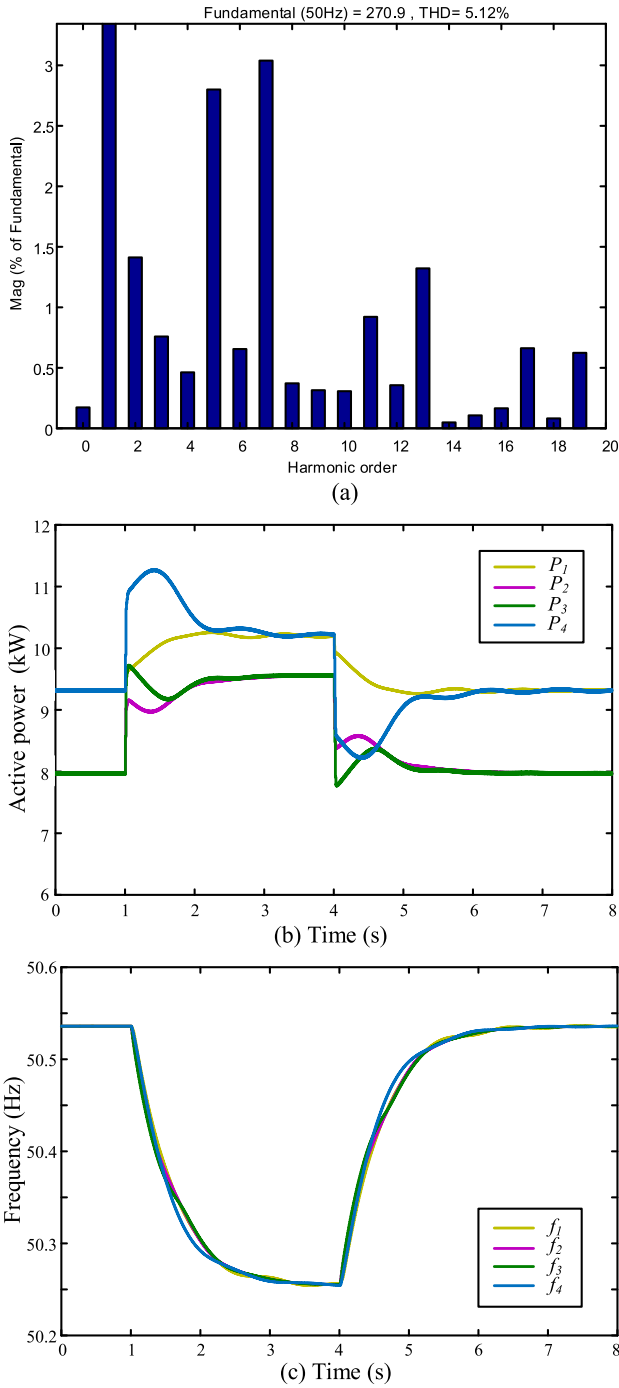 Fundamental (50Hz) = 270.9 , THD= 5.12%
3
2.5
2
1.5
1
0.5
0
Mag (% of Fundamental)
0 2 4 6 8 10 12 14 16 18 20
Harmonic order
(a)
12
11
10
9
8
7
6
Active power (kW)
P1
P2
P3
P4
0 1 2 3 4 5 6 7 8
(b) Time (s)
50.6
50.5
50.4
50.3
50.2
Frequency (Hz)
f1
f2
f3
f4
0 1 2 3 4 5 6 7 8
(c) Time (s)